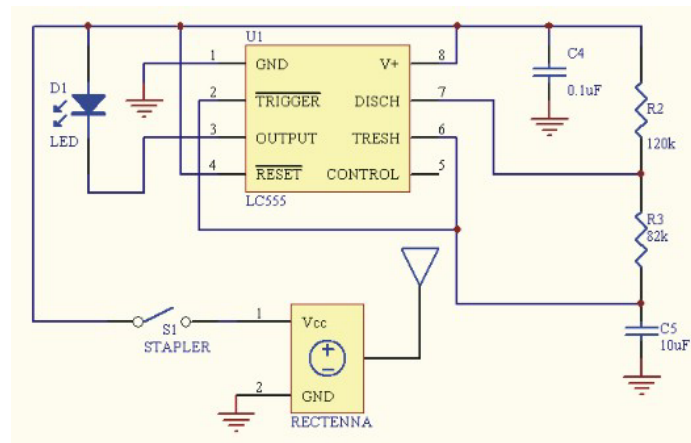 U1
1 GND V+ 8
2 TRIGGER DISCH 7
3 OUTPUT TRESH 6
4 RESET CONTROL 5
LC555
D1
LED
C4
0.1uF
R2
120k
R3
82k
C5
10uF
S1
STAPLER
1 Vcc
2 GND
RECTENNA